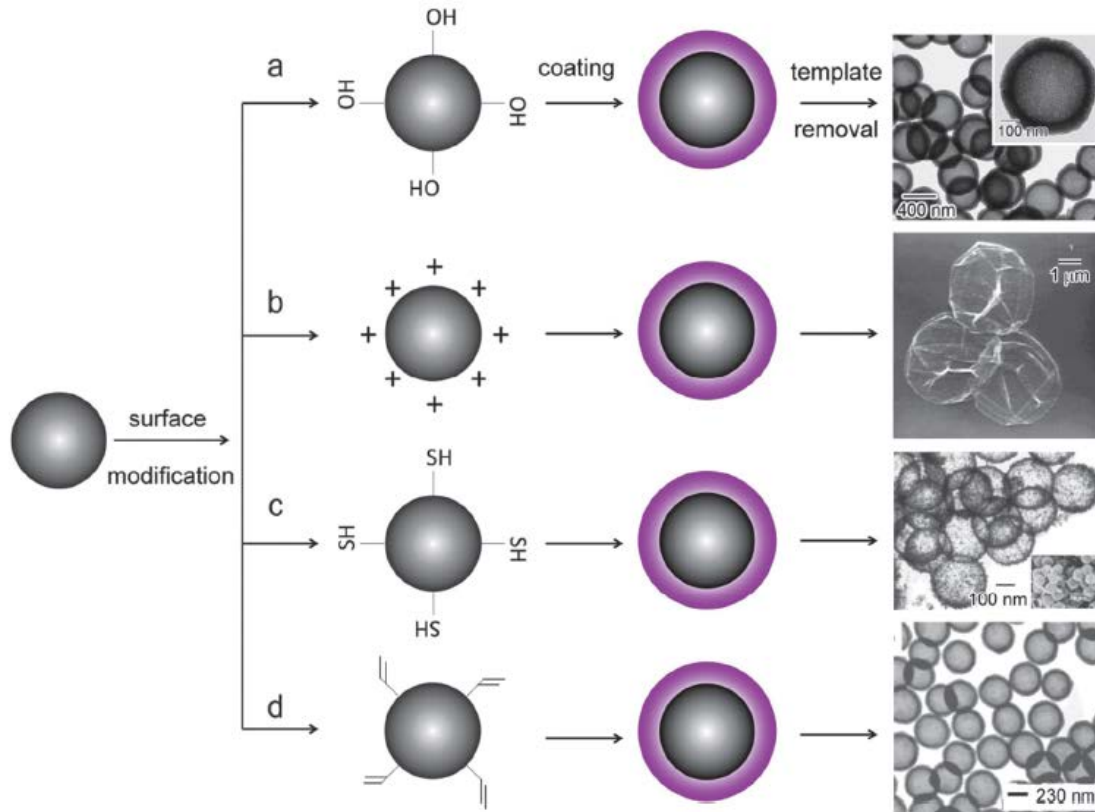 OH
a
coating
template
OH
HO
removal
100 nm
HO
400 nm
+
b
+ +
1 μm
+ +
+ +
+
surface
modification
SH
c
SH
HS
100 nm
HS
d
230 nm